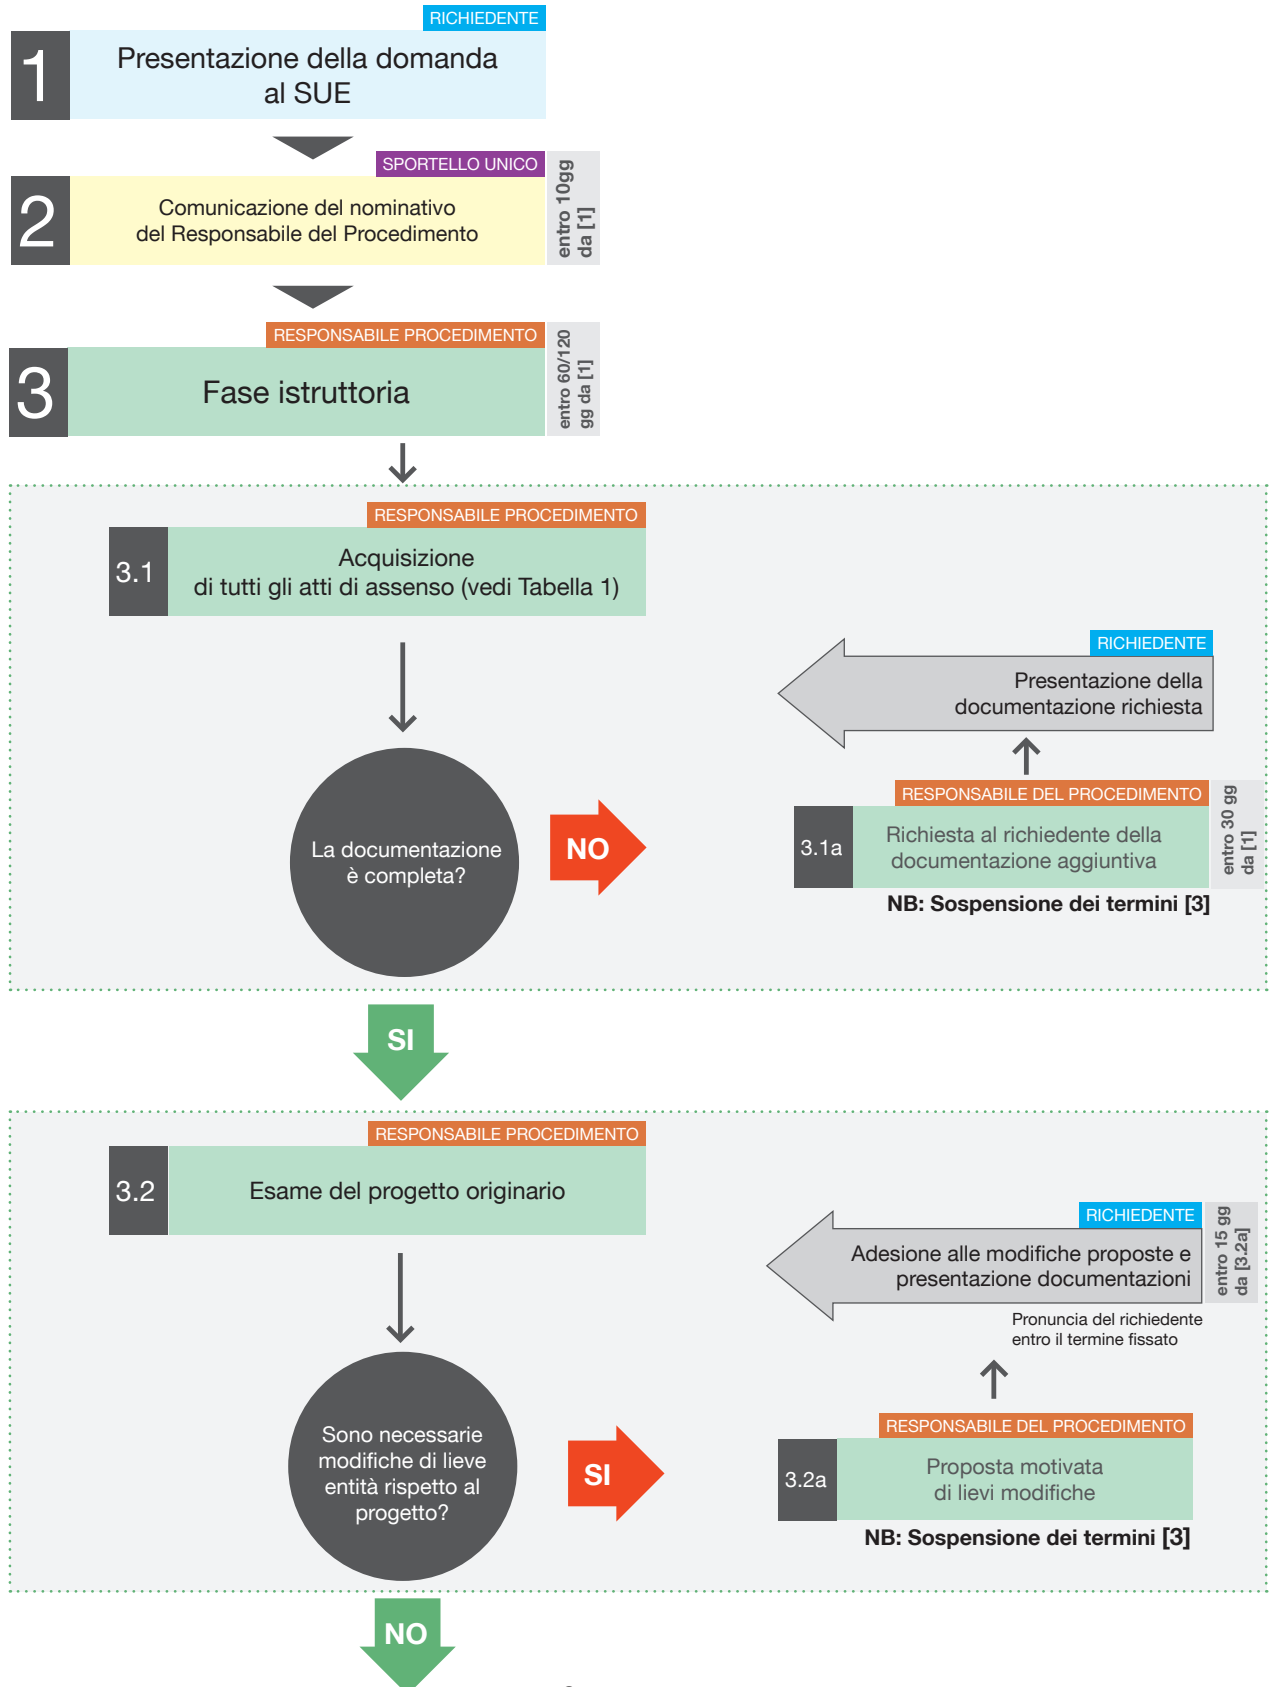 RICHIEDENTE
1
Presentazione della domanda
al SUE
SPORTELLO UNICO
2
Comunicazione del nominativo
del Responsabile del Procedimento
entro 10gg
da [1]
RESPONSABILE PROCEDIMENTO
3
Fase istruttoria
entro 60/120
gg da [1]
RESPONSABILE PROCEDIMENTO
3.1
Acquisizione
di tutti gli atti di assenso (vedi Tabella 1)
RICHIEDENTE
Presentazione della
documentazione richiesta
La documentazione
è completa?
NO
RESPONSABILE DEL PROCEDIMENTO
3.1a
Richiesta al richiedente della
documentazione aggiuntiva
entro 30 gg
da [1]
NB: Sospensione dei termini [3]
SI
RESPONSABILE PROCEDIMENTO
3.2
Esame del progetto originario
RICHIEDENTE
Adesione alle modifiche proposte e
presentazione documentazioni
entro 15 gg
da [3.2a]
Pronuncia del richiedente
entro il termine fissato
Sono necessarie
modifiche di lieve
entità rispetto al
progetto?
SI
RESPONSABILE DEL PROCEDIMENTO
3.2a
Proposta motivata
di lievi modifiche
NB: Sospensione dei termini [3]
NO